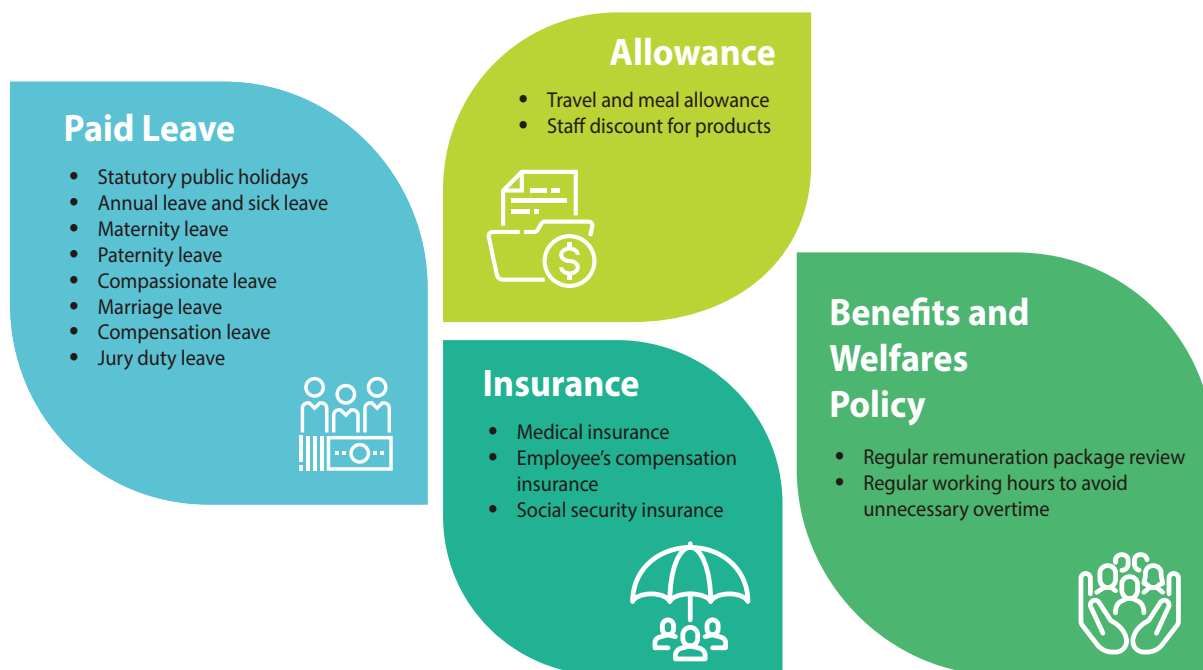 Paid Leave
• Statutory public holidays
• Annual leave and sick leave
• Maternity leave
• Paternity leave
• Compassionate leave
• Marriage leave
• Compensation leave
• Jury duty leave
Allowance
• Travel and meal allowance
• Staff discount for products
$
Insurance
• Medical insurance
• Employee’s compensation
insurance
• Social security insurance
Benefits and
Welfares
Policy
• Regular remuneration package review
• Regular working hours to avoid
unnecessary overtime